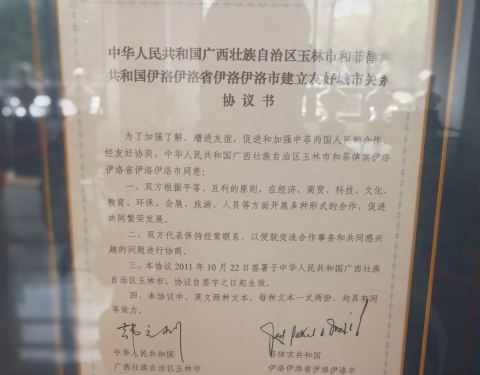 中华人民共和国广西壮族自治区玉林市和菲律
共和国伊洛伊洛省伊洛伊洛市建立友好城市关系
协议书
为了加强了解，增进友谊，促进和加强中菲两国人民的合作，
经友好协商，中华人民共和国广西壮族自治区玉林市和菲律宾伊洛
伊洛省伊洛伊洛市同意：
一、双方根据平等、互利的原则，在经济、商贸、科技、文化、
教育、环保、会展、旅游、人员等方面开展多种形式的合作，促进
共同繁荣发展。
二、双方代表保持经常联系，以便就交流合作事务和共同感兴
趣的问题进行协商。
三、本协议 2011 年 10 月 22 日签署于中华人民共和国广西壮族
自治区玉林市，协议自签字之日起生效。
四、本协议中、英文两种文本，每种文本一式两份，均具有同
等效力。
中华人民共和国
广西壮族自治区玉林市
菲律宾共和国
伊洛伊洛省伊洛伊洛市